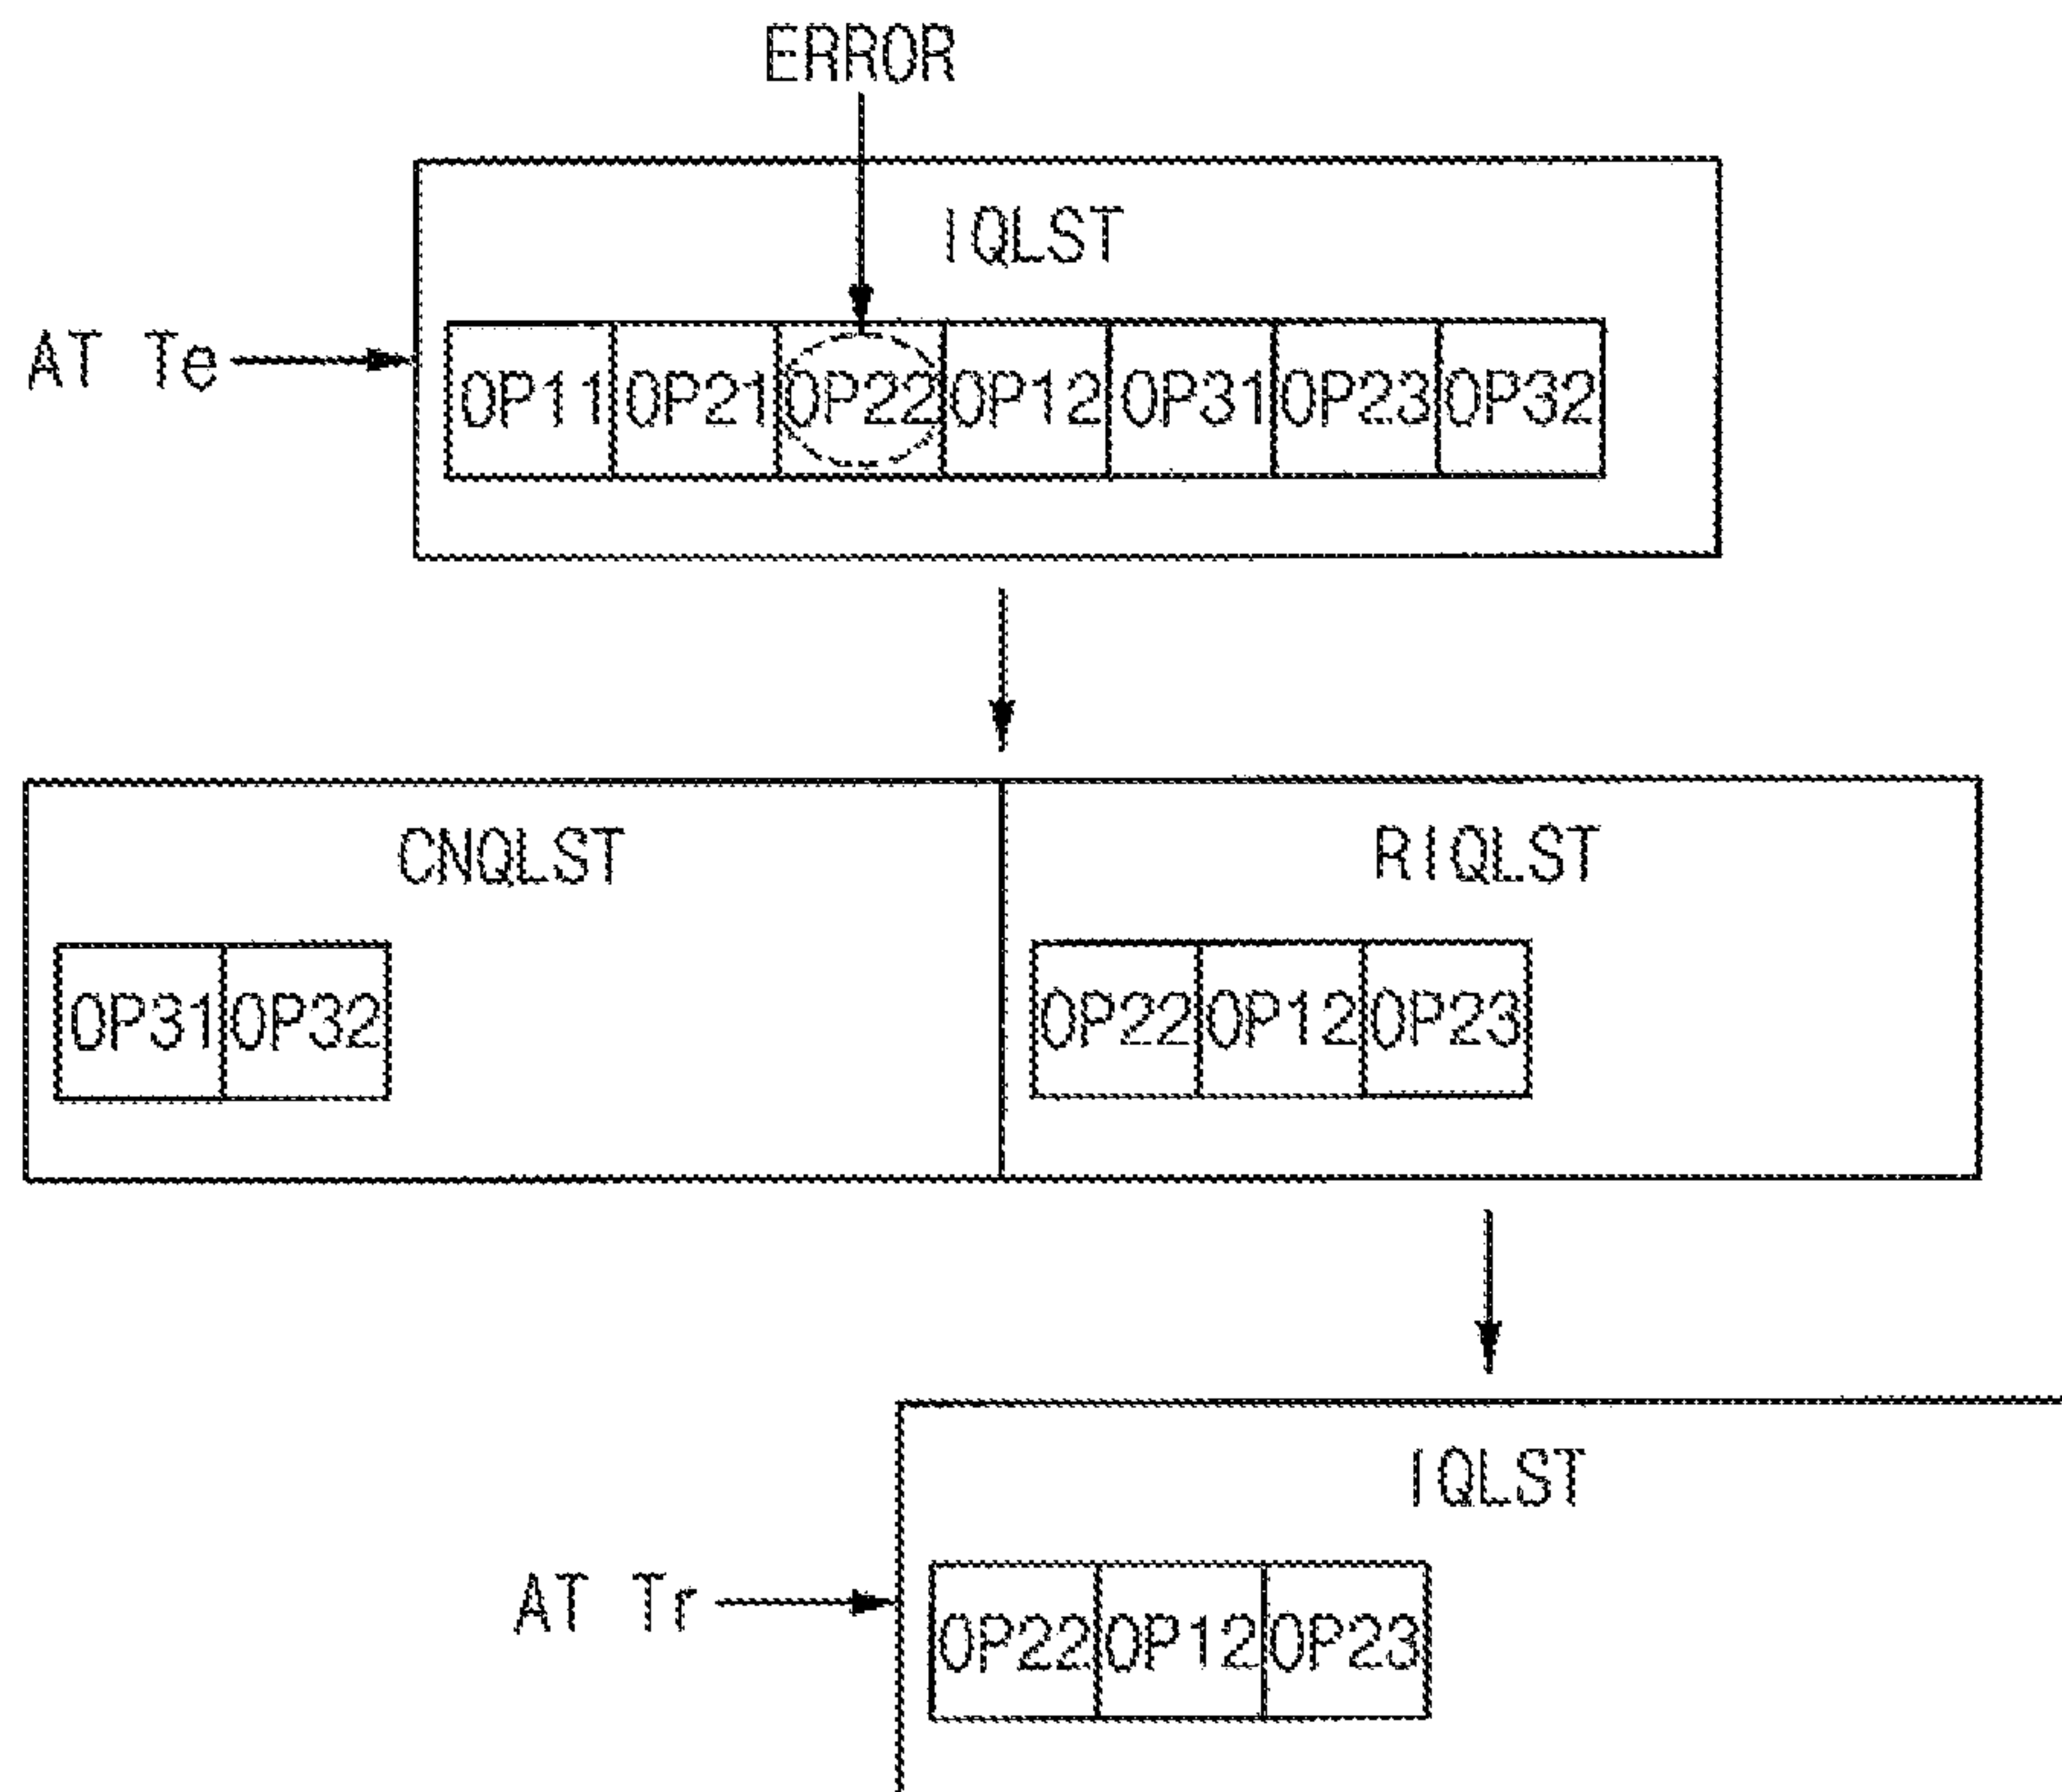 ERROR
IQLST
AT Te
OP11 OP21 OP22 OP12 OP31 OP23 OP32
CNQLST RIQLST
OP31 OP32 OP22 OP12 OP23
IQLST
AT Tr
OP22 OP12 OP23